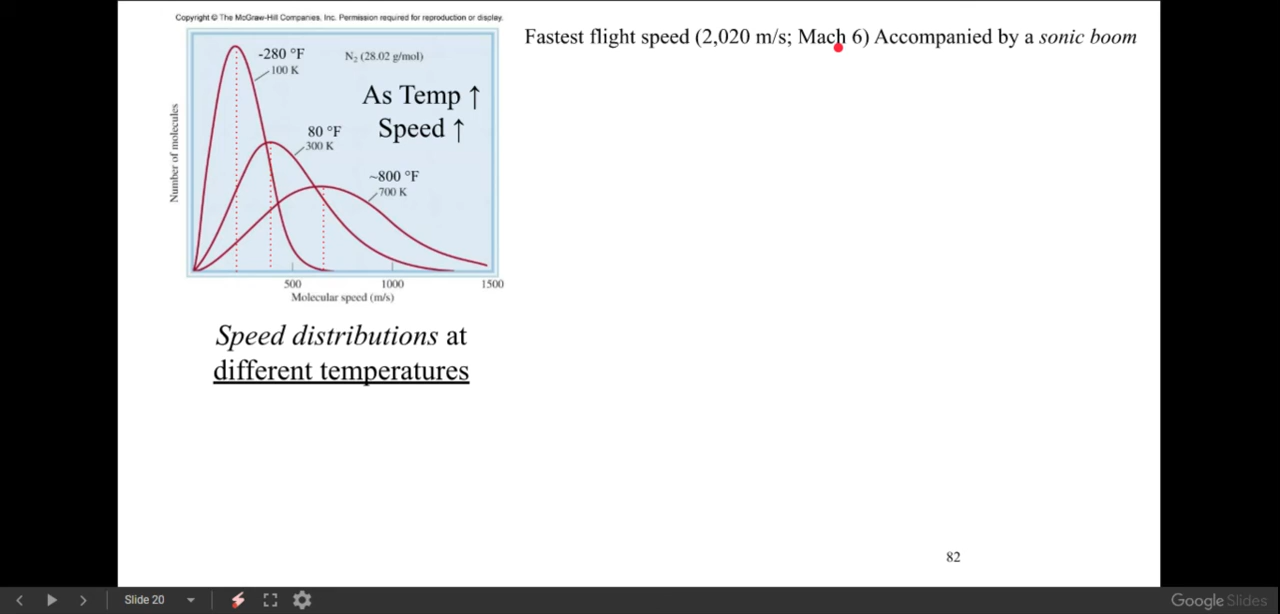 Copyright © The McGraw-Hill Companies, Inc. Permission required for reproduction or display.
Fastest flight speed (2,020 m/s; Mach 6) Accompanied by a sonic boom
-280 °F
100 K
N₂ (28.02 g/mol)
As Temp ↑
Speed ↑
80 °F
300 K
~800 °F
700 K
Number of molecules
500
1000
1500
Molecular speed (m/s)
Speed distributions at
different temperatures
82
Slide 20
Google Slides